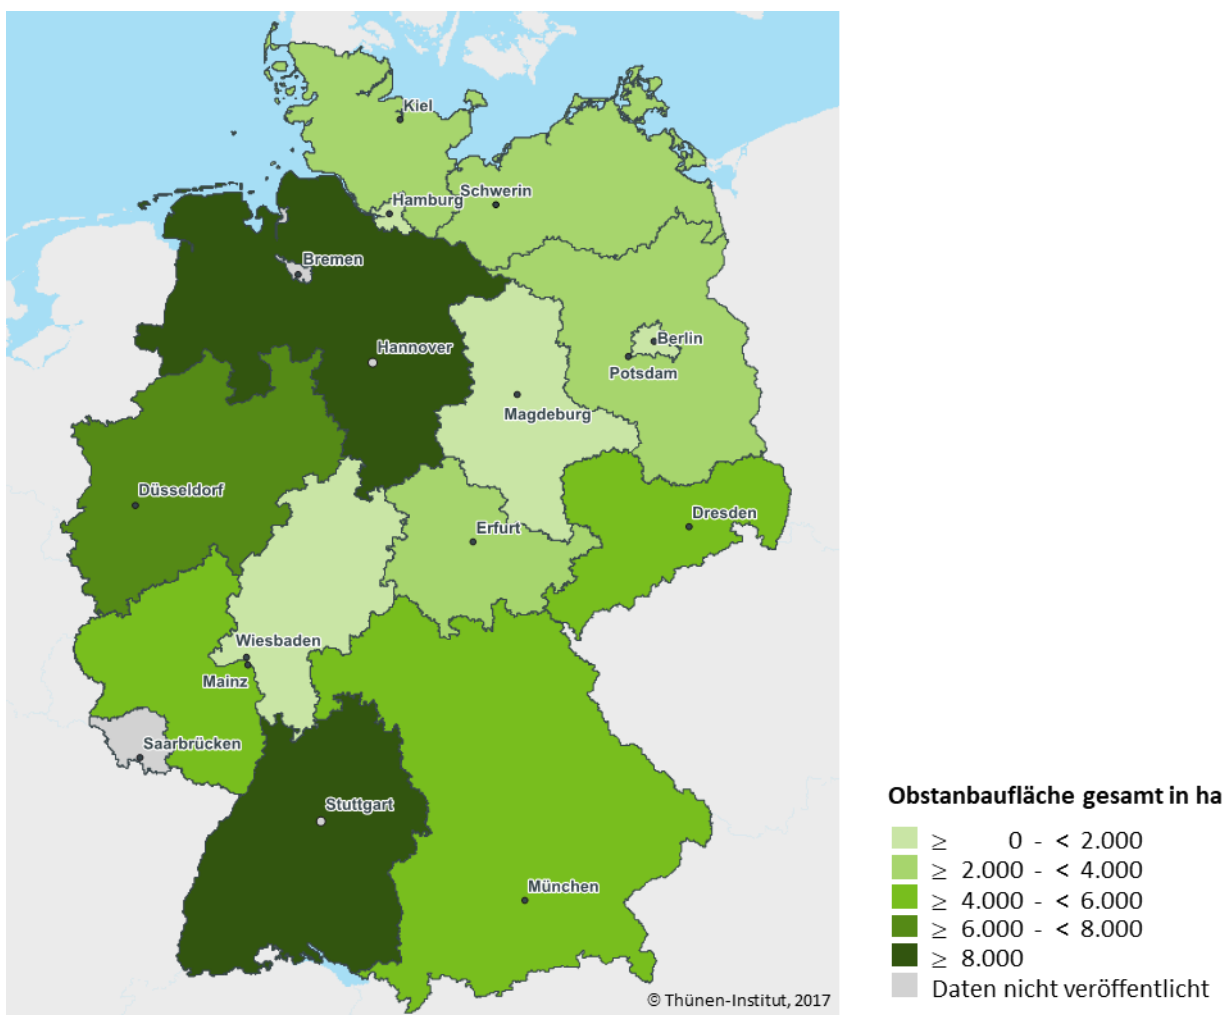 Kiel
Schwerin
Hamburg
Bremen
Berlin
Hannover
Potsdam
Magdeburg
Düsseldorf
Dresden
Erfurt
Wiesbaden
Mainz
Saarbrücken
Stuttgart
München
© Thünen-Institut, 2017
Obstanbaufläche gesamt in ha
≥ 0 - < 2.000
≥ 2.000 - < 4.000
≥ 4.000 - < 6.000
≥ 6.000 - < 8.000
≥ 8.000
Daten nicht veröffentlicht